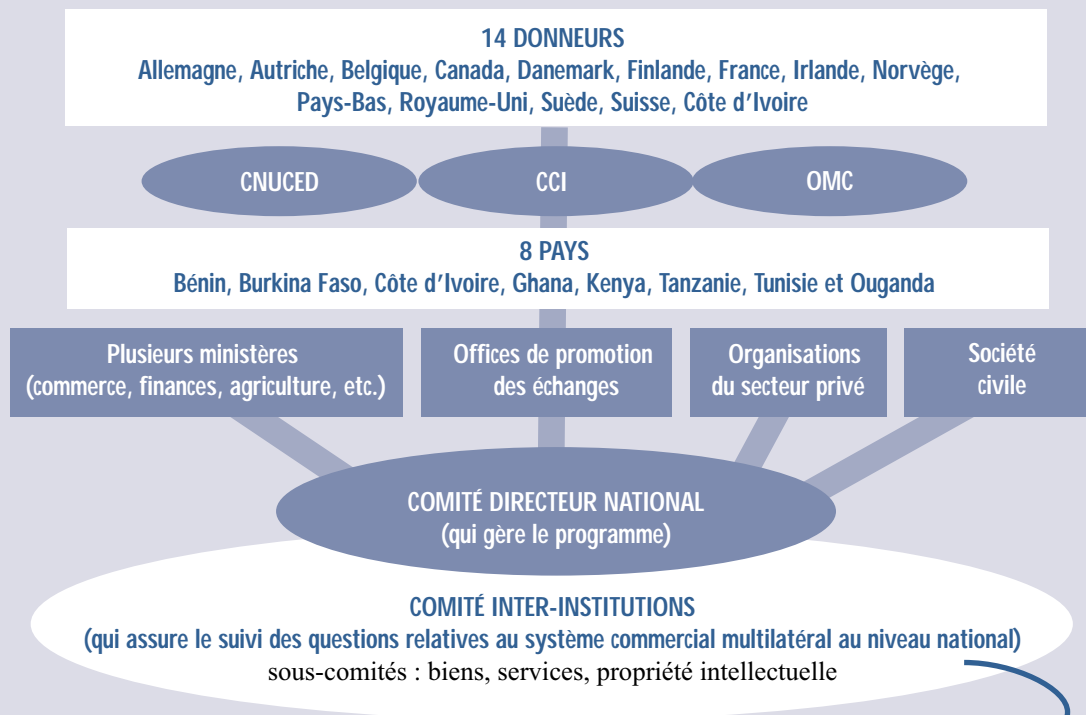 14 DONNEURS
Allemagne, Autriche, Belgique, Canada, Danemark, Finlande, France, Irlande, Norvège,
Pays-Bas, Royaume-Uni, Suède, Suisse, Côte d'Ivoire
CNUCED
CCI
OMC
8 PAYS
Bénin, Burkina Faso, Côte d'Ivoire, Ghana, Kenya, Tanzanie, Tunisie et Ouganda
Plusieurs ministères
(commerce, finances, agriculture, etc.)
Offices de promotion
des échanges
Organisations
du secteur privé
Société
civile
COMITÉ DIRECTEUR NATIONAL
(qui gère le programme)
COMITÉ INTER-INSTITUTIONS
(qui assure le suivi des questions relatives au système commercial multilatéral au niveau national)
sous-comités : biens, services, propriété intellectuelle